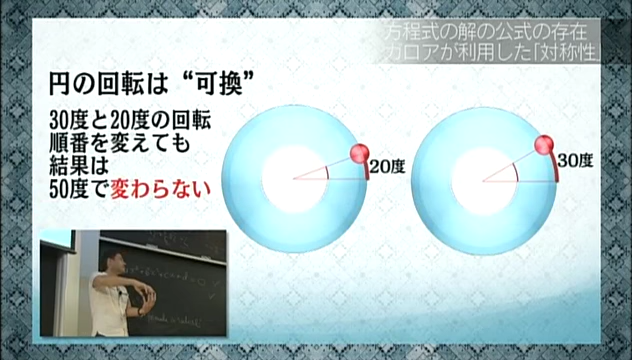 方程式の解の公式の存在
ガロアが利用した「対称性」
円の回転は“可換”
30度と20度の回転
順番を変えても
結果は
50度で変わらない
20度
30度